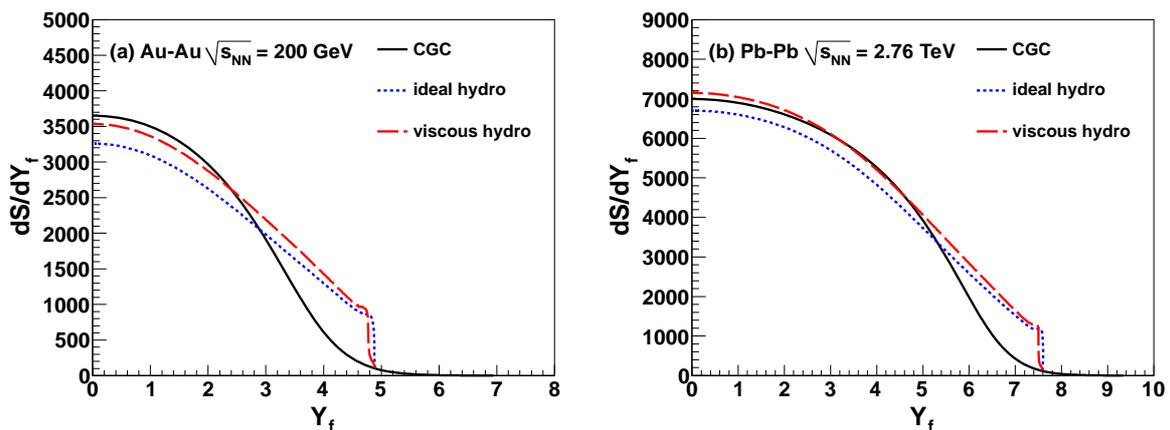 5000
4500
4000
3500
3000
2500
2000
1500
1000
500
0
dS/dY_f
(a) Au-Au √s_NN = 200 GeV
CGC
ideal hydro
viscous hydro
0 1 2 3 4 5 6 7 8
Y_f
9000
8000
7000
6000
5000
4000
3000
2000
1000
0
dS/dY_f
(b) Pb-Pb √s_NN = 2.76 TeV
CGC
ideal hydro
viscous hydro
0 1 2 3 4 5 6 7 8 9 10
Y_f